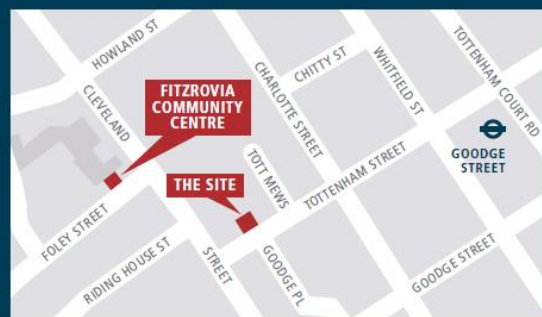 HOWLAND ST
CLEVELAND
STREET
FITZROVIA
COMMUNITY
CENTRE
CHARLOTTE STREET
CHITTY ST
WHITFIELD ST
TOTTENHAM COURT RD
GOODGE
STREET
THE SITE
TOTT MEWS
TOTTENHAM STREET
FOLEY STREET
RIDING HOUSE ST
GOODGE PL
GOODGE STREET